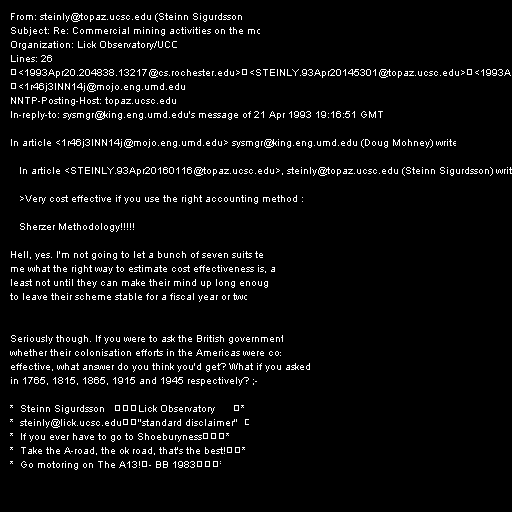 From: steinly@topaz.ucsc.edu (Steinn Sigurdsson
Subject: Re: Commercial mining activities on the mo
Organization: Lick Observatory/UCO
Lines: 26
<1993Apr20.204838.13217@cs.rochester.edu> <STEINLY.93Apr20145301@topaz.ucsc.edu> <1993A
<1r46j3INN14j@mojo.eng.umd.edu
NNTP-Posting-Host: topaz.ucsc.edu
In-reply-to: sysmgr@king.eng.umd.edu's message of 21 Apr 1993 19:16:51 GMT
In article <1r46j3INN14j@mojo.eng.umd.edu> sysmgr@king.eng.umd.edu (Doug Mohney) write
In article <STEINLY.93Apr20160116@topaz.ucsc.edu>, steinly@topaz.ucsc.edu (Steinn Sigurdsson) writ
>Very cost effective if you use the right accounting method :
Sherzer Methodology!!!!!
Hell, yes. I'm not going to let a bunch of seven suits te
me what the right way to estimate cost effectiveness is, a
least not until they can make their mind up long enoug
to leave their scheme stable for a fiscal year or two
Seriously though. If you were to ask the British government
whether their colonisation efforts in the Americas were co
effective, what answer do you think you'd get? What if you asked
in 1765, 1815, 1865, 1915 and 1945 respectively? ;-
* Steinn Sigurdsson Lick Observatory *
* steinly@lick.ucsc.edu "standard disclaimer"
* If you ever have to go to Shoeburyness *
* Take the A-road, the ok road, that's the best! *
* Go motoring on The A13! - BB 1983